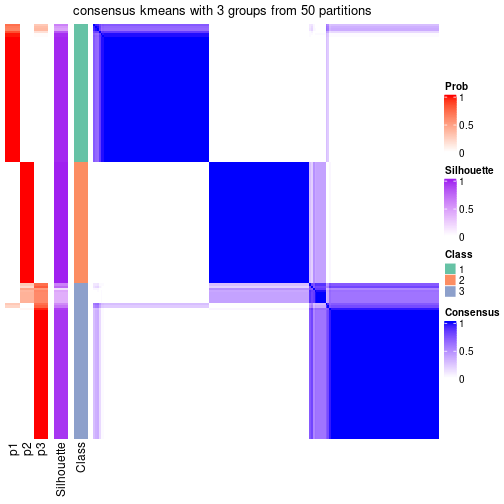 consensus kmeans with 3 groups from 50 partitions
Prob
1
0.5
0
Silhouette
1
0.5
0
Class
1
2
3
Consensus
1
0.5
0
p1
p2
p3
Silhouette
Class